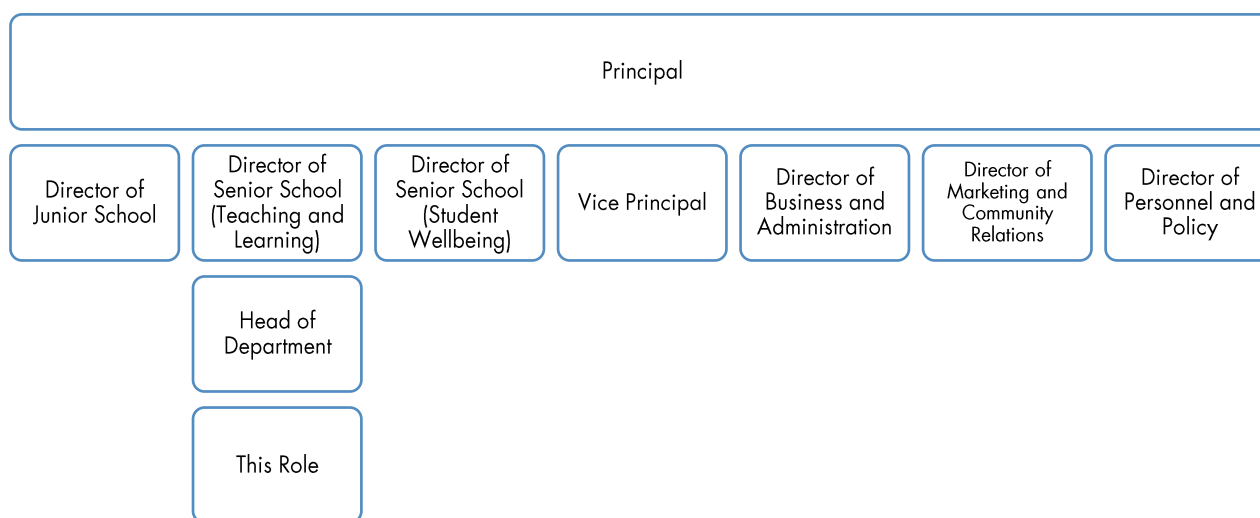 Principal
Director of
Junior School
Director of
Senior School
(Teaching and
Learning)
Director of
Senior School
(Student
Wellbeing)
Vice Principal
Director of
Business and
Administration
Director of
Marketing and
Community
Relations
Director of
Personnel and
Policy
Head of
Department
This Role